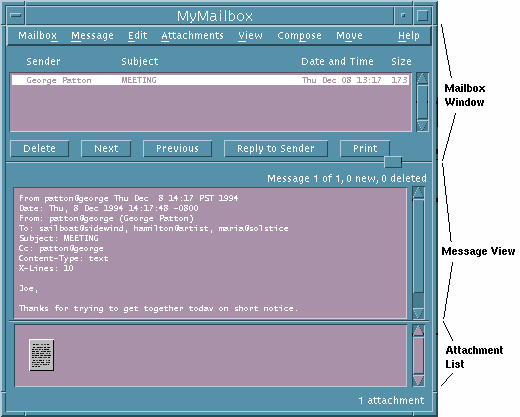 MyMailbox
Mailbox Message Edit Attachments View Compose Move Help
Sender Subject Date and Time Size
George Patton MEETING Thu Dec 08 13:17 173
Mailbox
Window
Delete Next Previous Reply to Sender Print
Message 1 of 1, 0 new, 0 deleted
From patton@george Thu Dec 8 14:17 PST 1994
Date: Thu, 8 Dec 1994 14:17:48 -0800
From: patton@george (George Patton)
To: sailboat@sidewind, hamilton@artist, maria@solstice
Subject: MEETING
Cc: patton@george
Content-Type: text
X-Lines: 10
Message View
Joe,
Thanks for trying to get together today on short notice.
Attachment
List
1 attachment